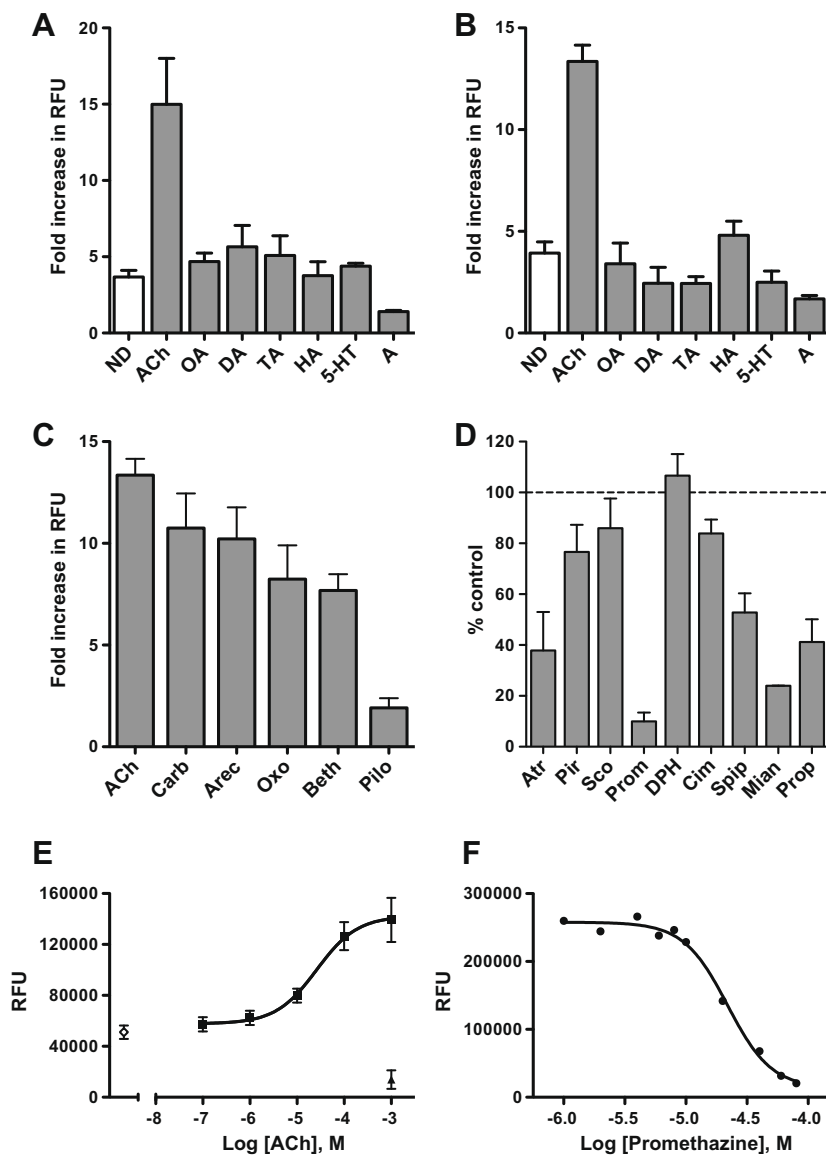 A
Fold increase in RFU
20
15
10
5
0
ND ACh OA DA TA HA 5-HT A
B
Fold increase in RFU
15
10
5
0
ND ACh OA DA TA HA 5-HT A
C
Fold increase in RFU
15
10
5
0
ACh Carb Arec Oxo Beth Pilo
D
% control
120
100
80
60
40
20
0
Atr Pir Sco Prom DPH Cim Spip Mian Prop
E
RFU
160000
120000
80000
40000
0
-8 -7 -6 -5 -4 -3
Log [ACh], M
F
RFU
300000
200000
100000
0
-6.0 -5.5 -5.0 -4.5 -4.0
Log [Promethazine], M